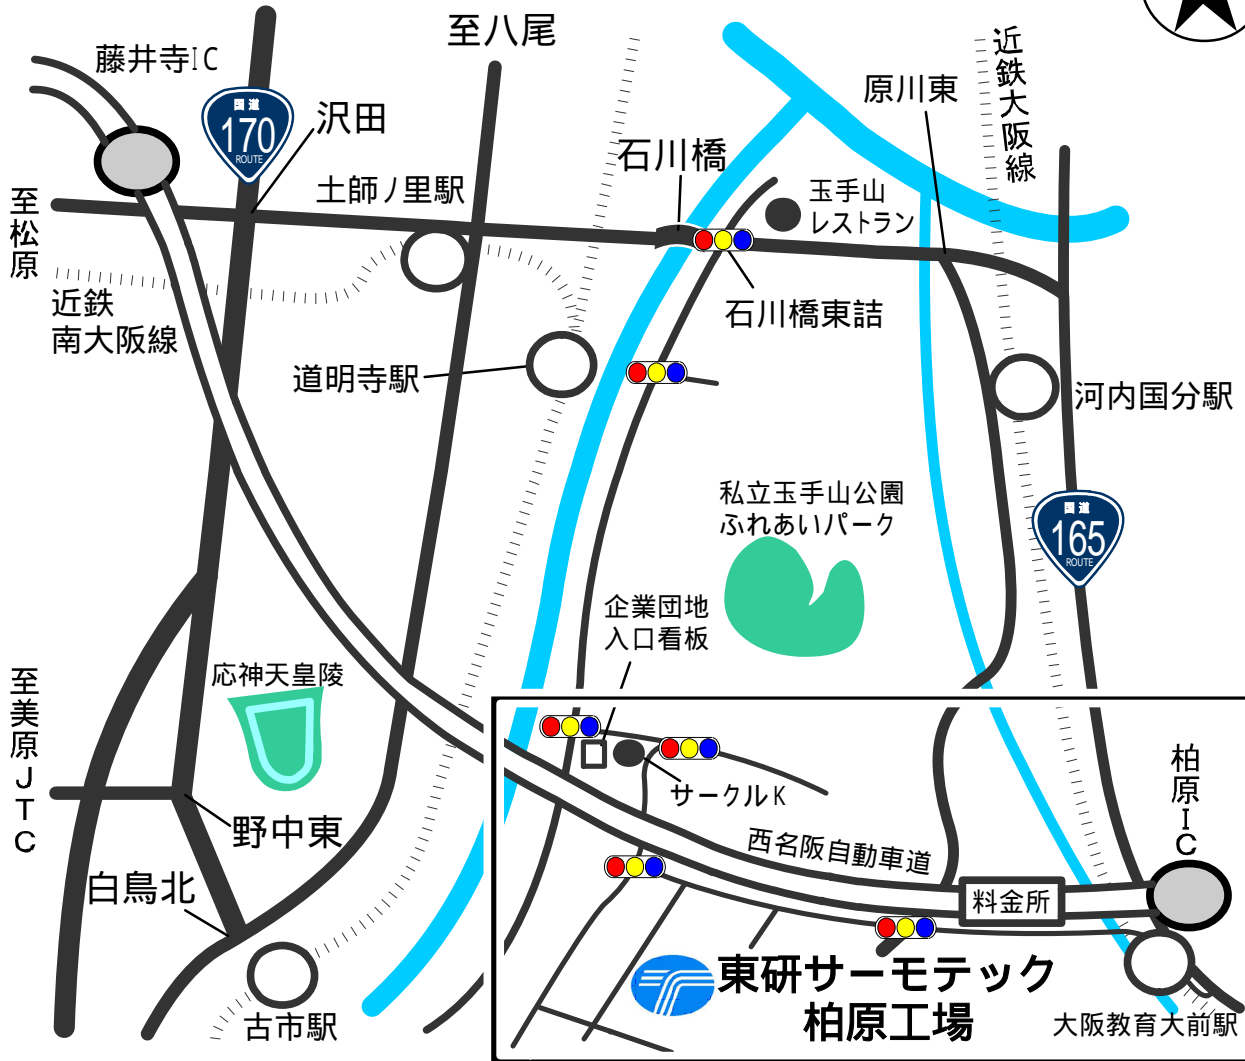 至八尾
藤井寺IC
国道
170
ROUTE
沢田
土師ノ里駅
石川橋
原川東
近鉄大阪線
玉手山
レストラン
至松原
近鉄
南大阪線
石川橋東詰
道明寺駅
河内国分駅
私立玉手山公園
ふれあいパーク
国道
165
ROUTE
企業団地
入口看板
応神天皇陵
至美原JTC
野中東
白鳥北
古市駅
サークルK
西名阪自動車道
柏原IC
料金所
東研サーモテック
柏原工場
大阪教育大前駅